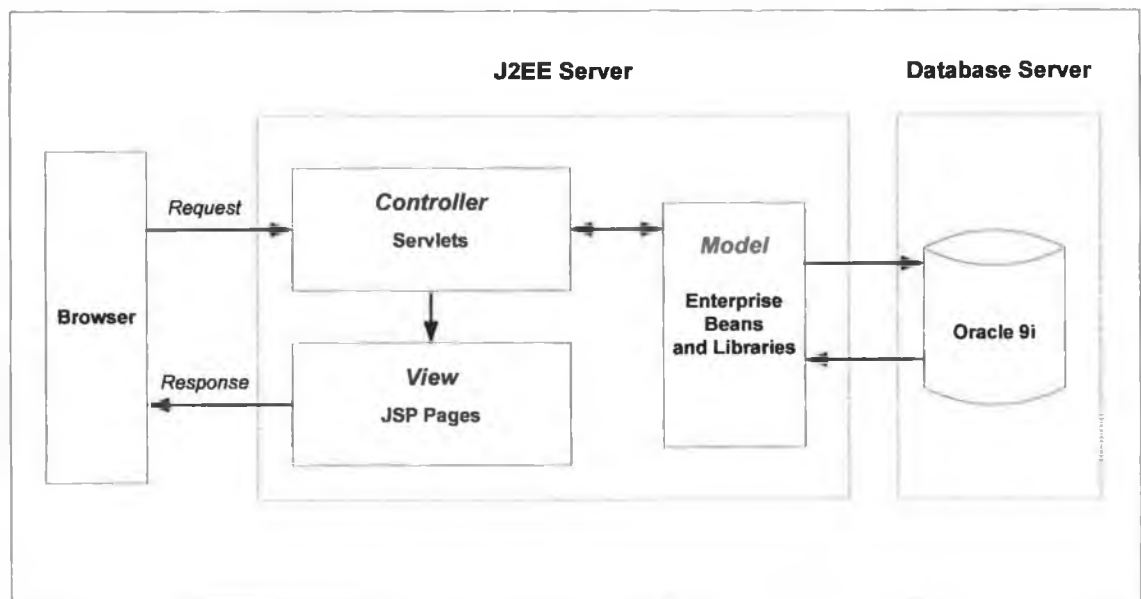 J2EE Server
Database Server
Browser
Request
Response
Controller
Servlets
View
JSP Pages
Model
Enterprise
Beans
and Libraries
Oracle 9i